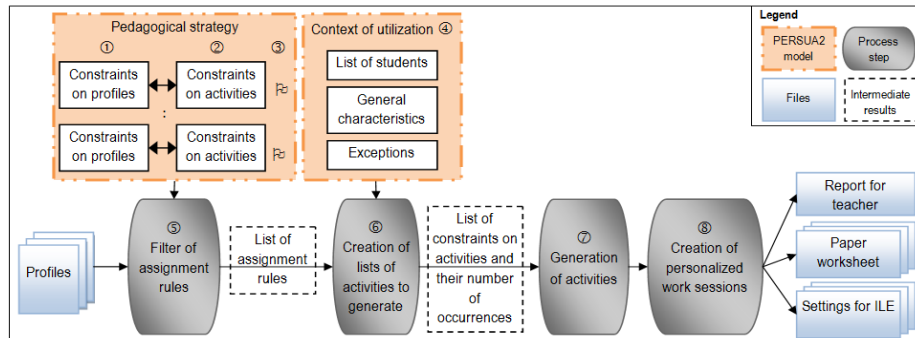 Pedagogical strategy
① ② ③
Constraints
on profiles
Constraints
on activities
:
Constraints
on profiles
Constraints
on activities
Context of utilization ④
List of students
General
characteristics
Exceptions
Legend
PERSUA2
model
Process
step
Files
Intermediate
results
Profiles
⑤
Filter of
assignment
rules
List of
assignment
rules
⑥
Creation of
lists of
activities to
generate
List of
constraints on
activities and
their number
of
occurrences
⑦
Generation
of activities
⑧
Creation of
personalized
work sessions
Report for
teacher
Paper
worksheet
Settings for ILE